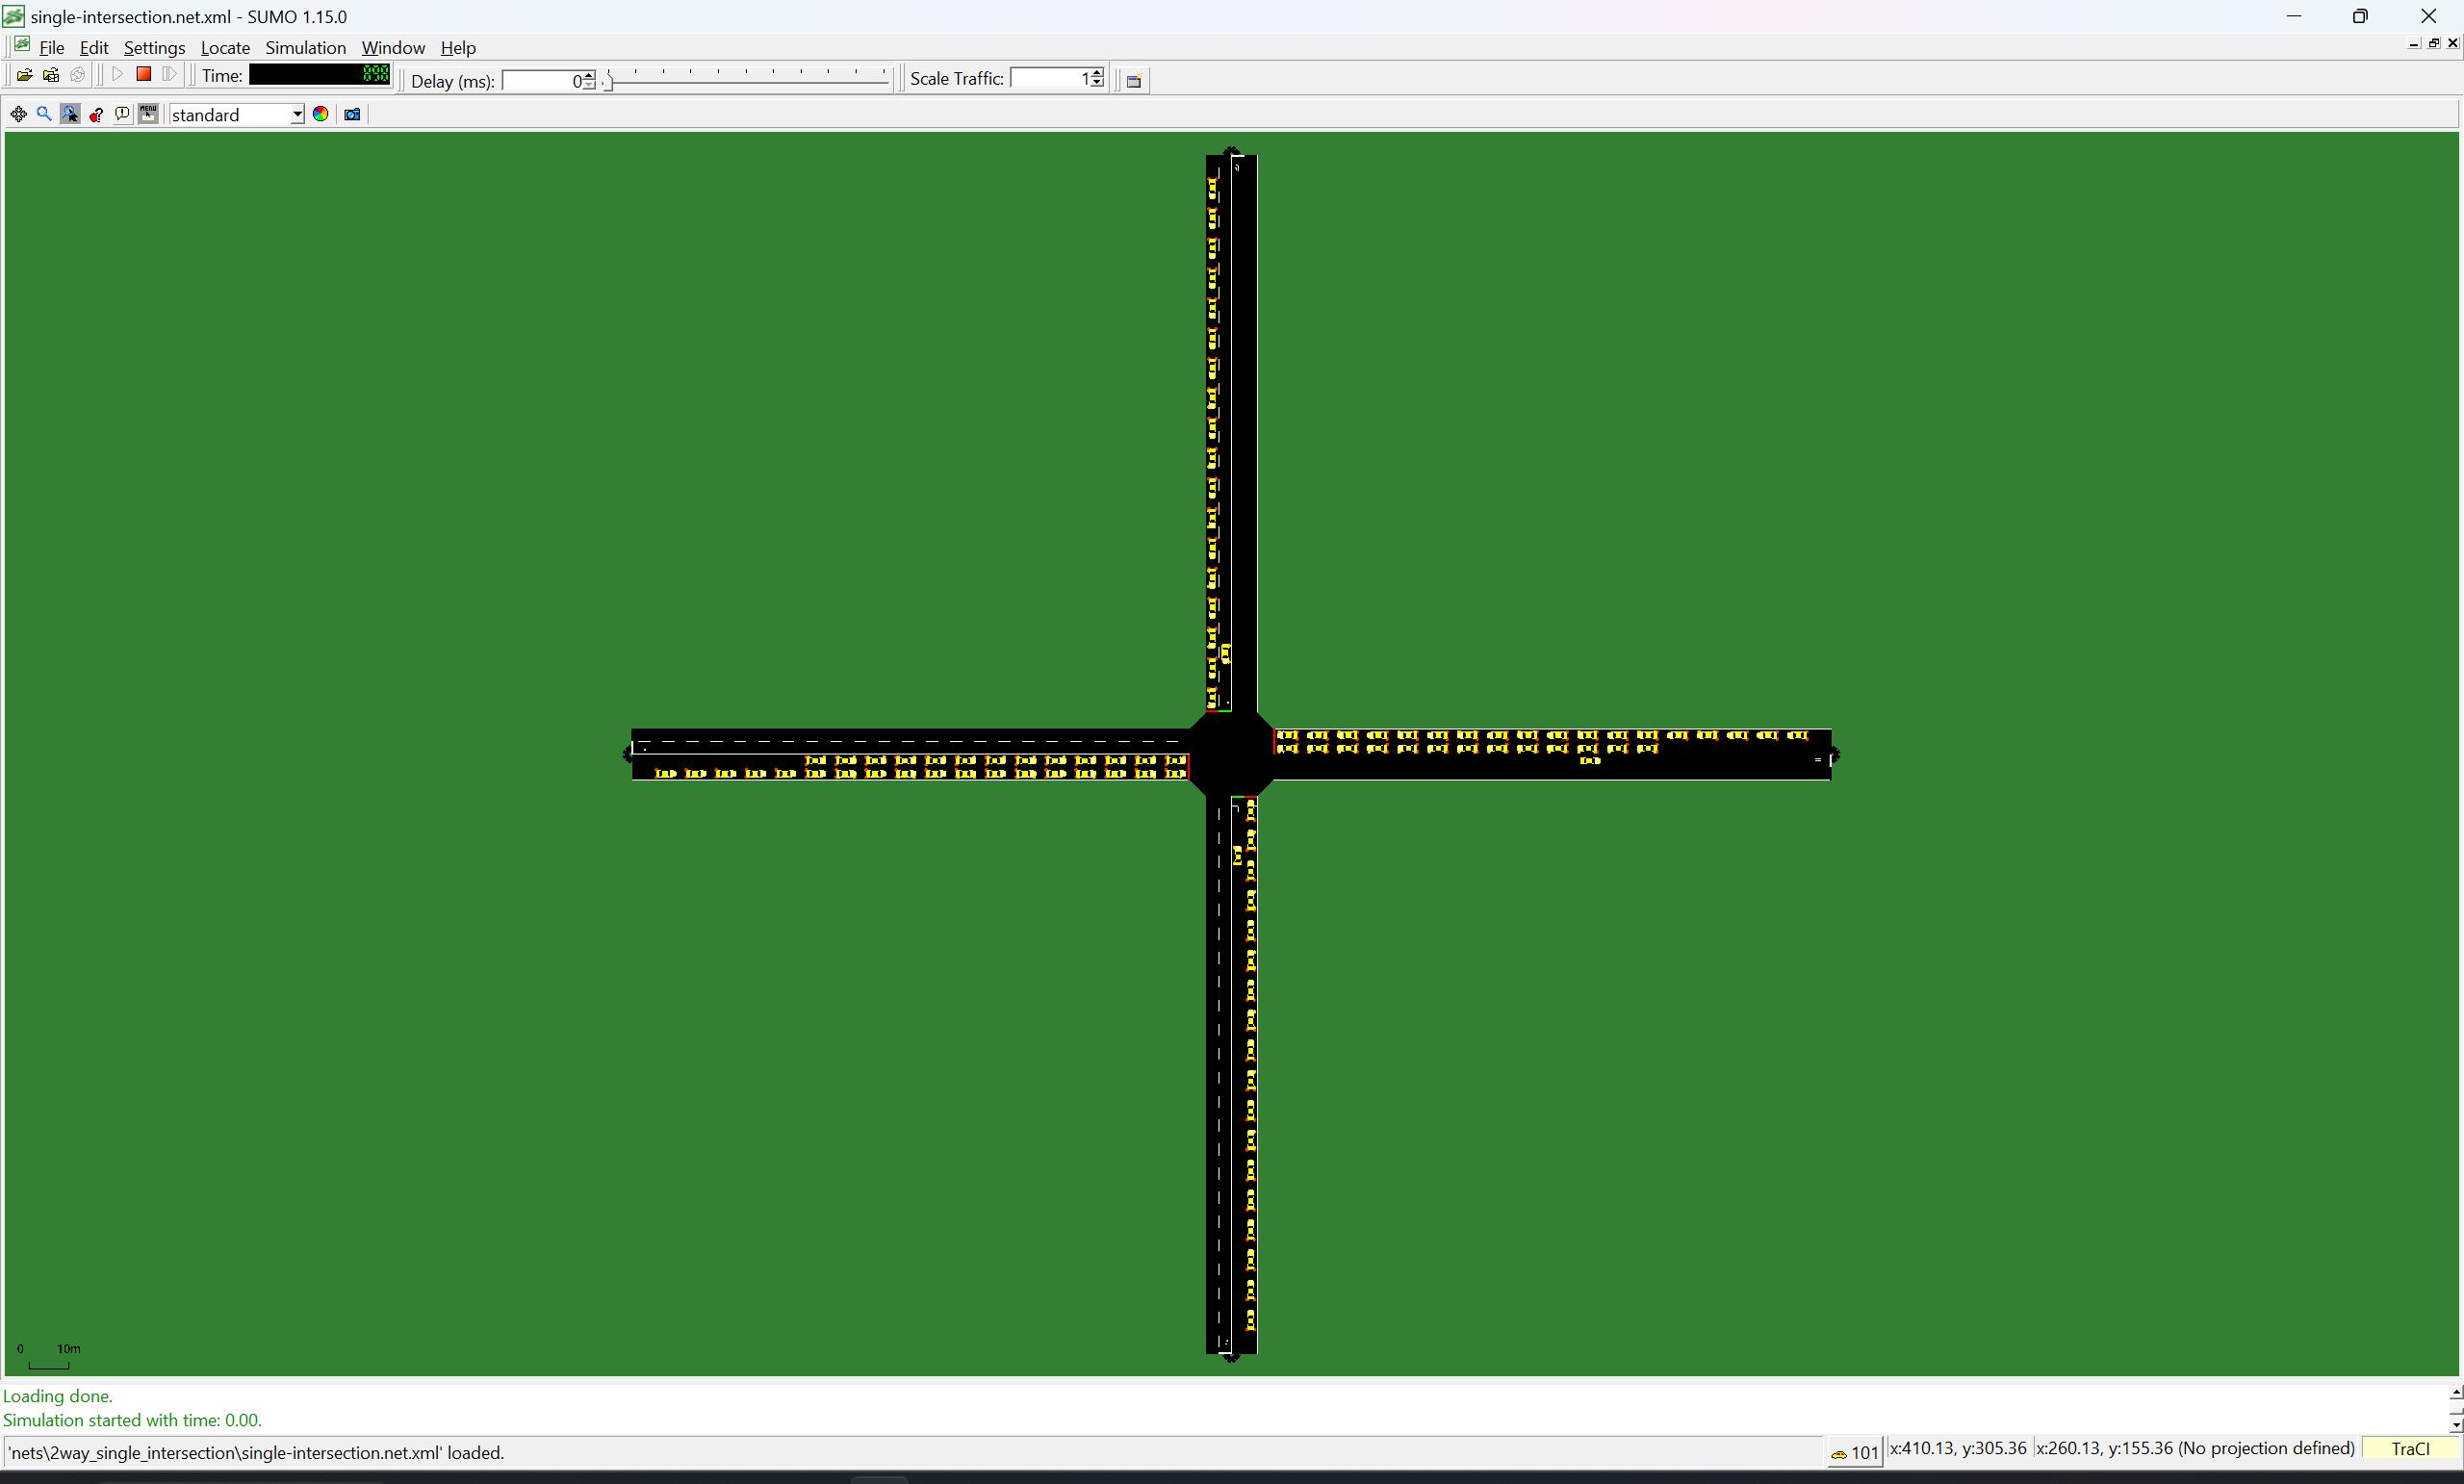 single-intersection.net.xml - SUMO 1.15.0
File Edit Settings Locate Simulation Window Help
Time: 898 Delay (ms): 0 Scale Traffic: 1
MENU standard
0 10m
Loading done.
Simulation started with time: 0.00.
'nets\2way_single_intersection\single-intersection.net.xml' loaded. 101 x:410.13, y:305.36 x:260.13, y:155.36 (No projection defined) TraCI